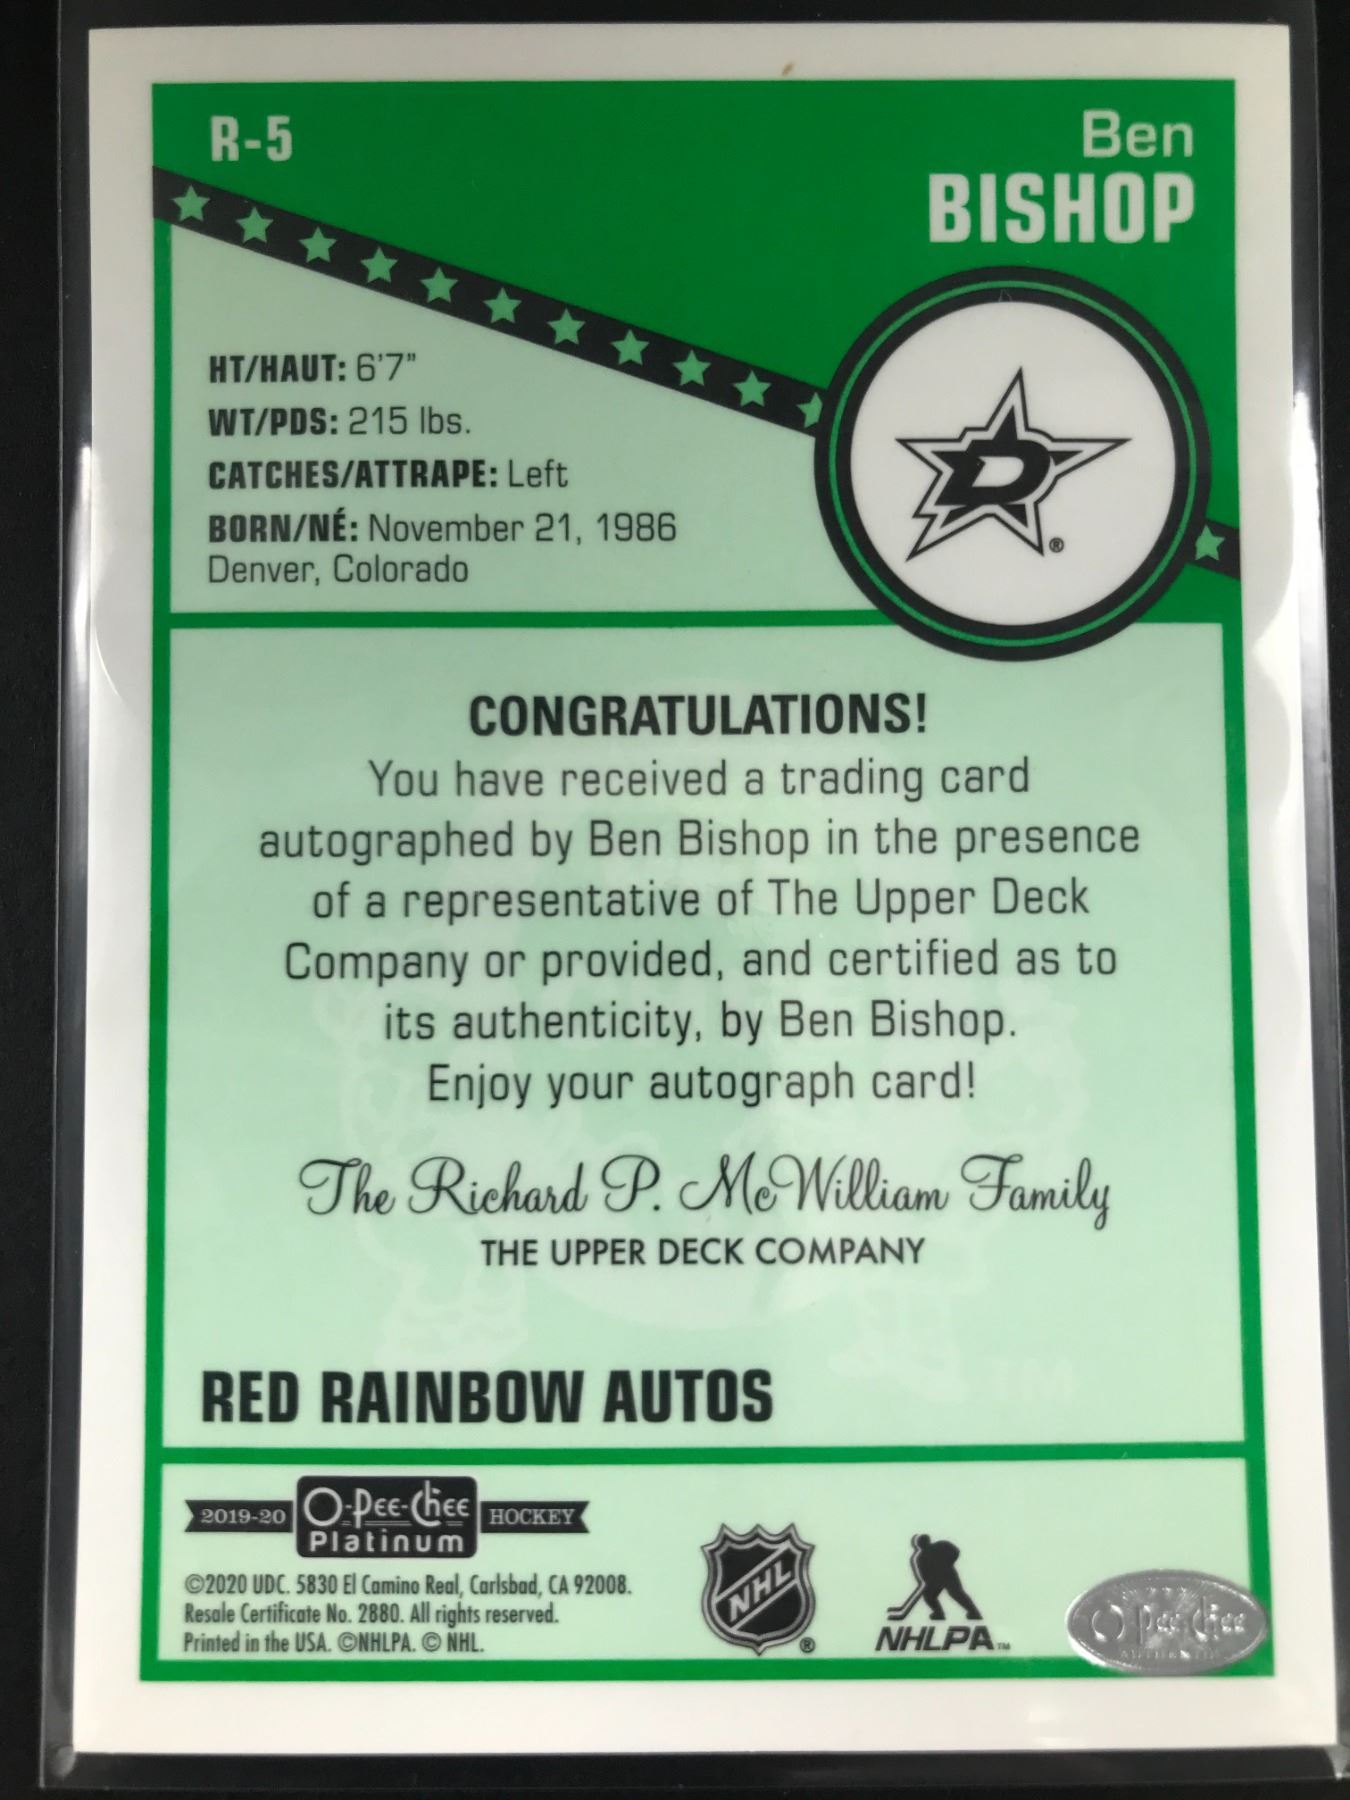 R-5
Ben
BISHOP
HT/HAUT: 6'7"
WT/PDS: 215 lbs.
CATCHES/ATTRAPE: Left
BORN/NÉ: November 21, 1986
Denver, Colorado
D
®
CONGRATULATIONS!
You have received a trading card
autographed by Ben Bishop in the presence
of a representative of The Upper Deck
Company or provided, and certified as to
its authenticity, by Ben Bishop.
Enjoy your autograph card!
The Richard P. McWilliam Family
THE UPPER DECK COMPANY
RED RAINBOW AUTOS
2019-20 O-Pee-Chee HOCKEY
Platinum
©2020 UDC. 5830 El Camino Real, Carlsbad, CA 92008.
Resale Certificate No. 2880. All rights reserved.
Printed in the USA. ©NHLPA. © NHL.
NHL ®
NHLPA™
O-Pee-Chee
AUTHENTIC